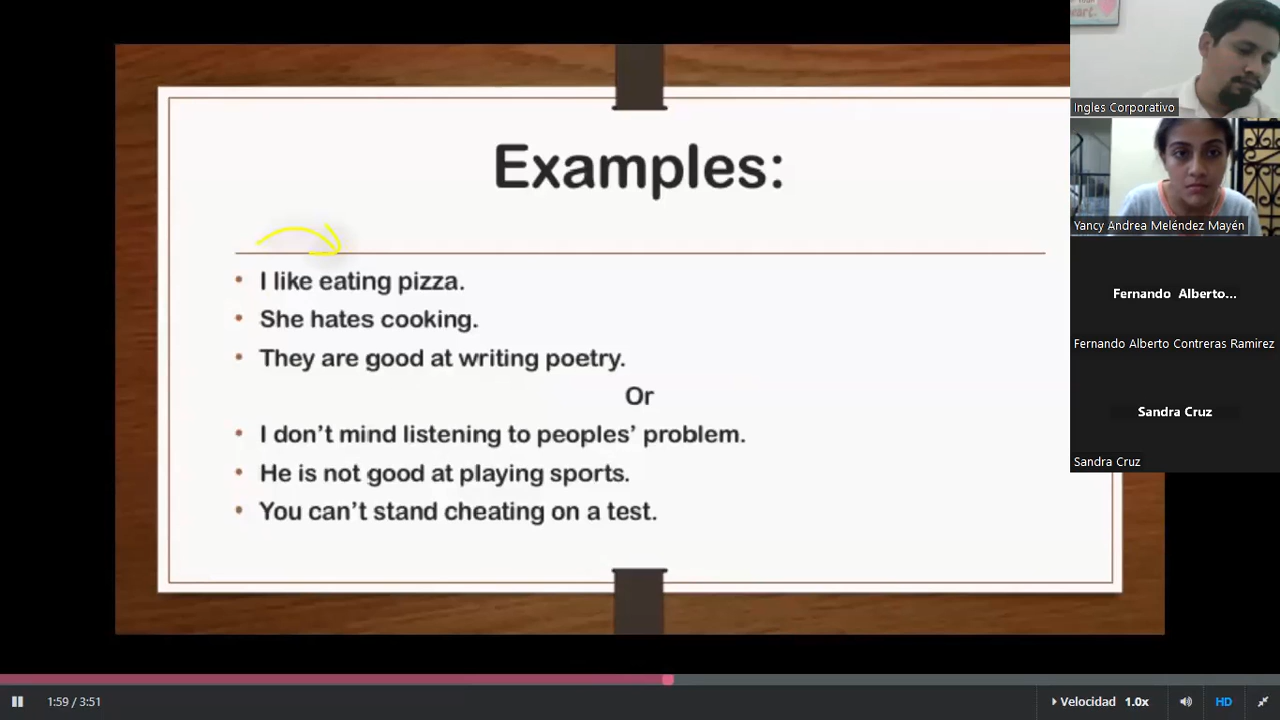 Examples:
• I like eating pizza.
• She hates cooking.
• They are good at writing poetry.
Or
• I don’t mind listening to peoples’ problem.
• He is not good at playing sports.
• You can’t stand cheating on a test.
Ingles Corporativo
Yancy Andrea Meléndez Mayén
Fernando Alberto...
Fernando Alberto Contreras Ramirez
Sandra Cruz
Sandra Cruz
1:59 / 3:51
Velocidad 1.0x
HD